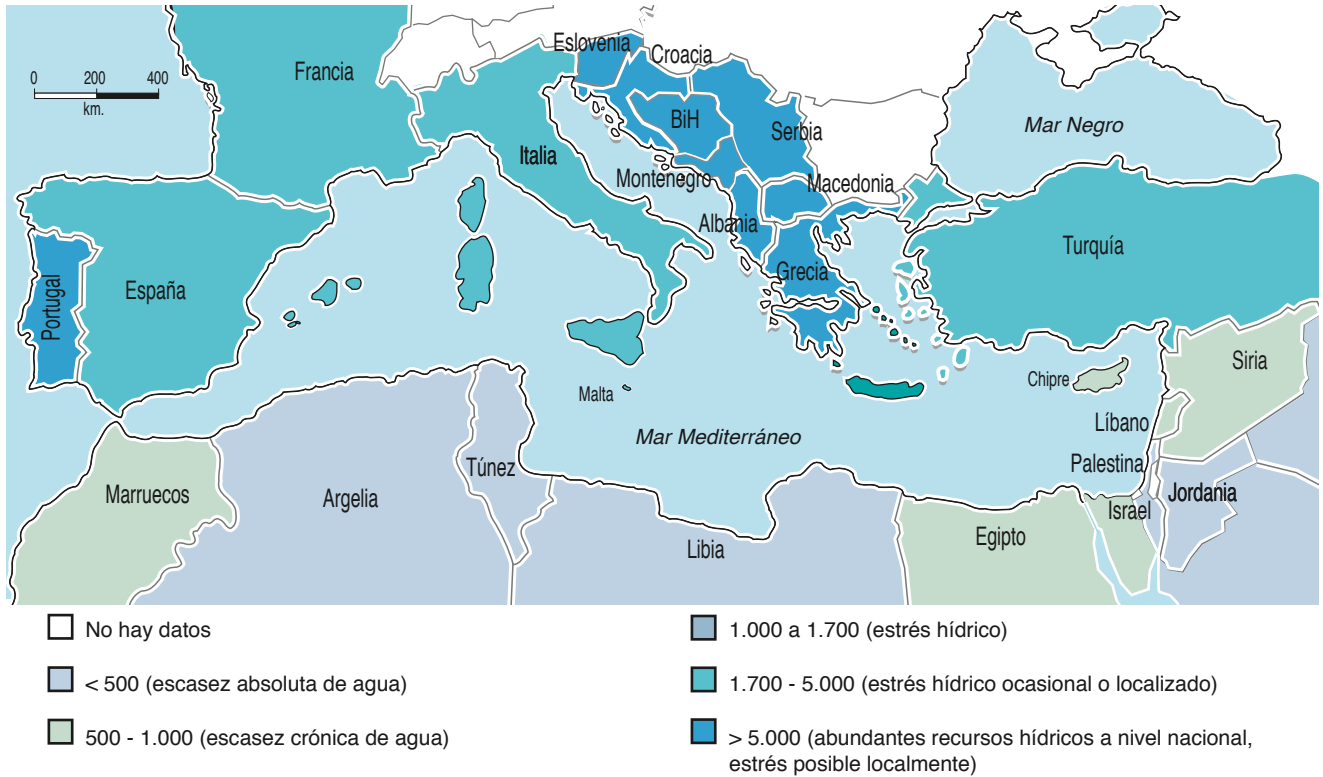 Eslovenia
Croacia
Francia
0 200 400
km.
BiH
Serbia
Mar Negro
Italia
Montenegro
Macedonia
Albania
Turquía
España
Portugal
Grecia
Siria
Chipre
Malta
Líbano
Mar Mediterráneo
Palestina
Túnez
Marruecos
Argelia
Jordania
Israel
Egipto
Libia
No hay datos
< 500 (escasez absoluta de agua)
500 - 1.000 (escasez crónica de agua)
1.000 a 1.700 (estrés hídrico)
1.700 - 5.000 (estrés hídrico ocasional o localizado)
> 5.000 (abundantes recursos hídricos a nivel nacional,
estrés posible localmente)